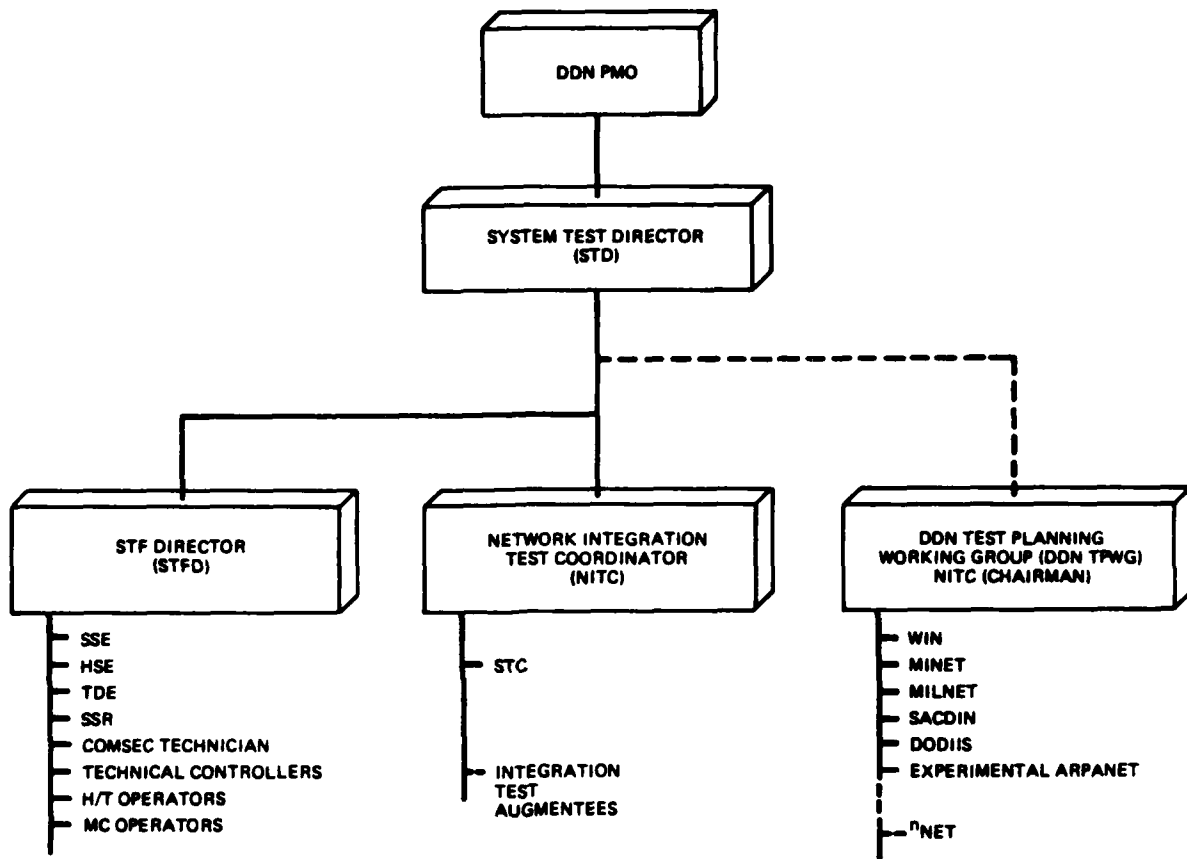 DDN PMO
SYSTEM TEST DIRECTOR
(STD)
STF DIRECTOR
(STFD)
SSE
HSE
TDE
SSR
COMSEC TECHNICIAN
TECHNICAL CONTROLLERS
H/T OPERATORS
MC OPERATORS
NETWORK INTEGRATION
TEST COORDINATOR
(NITC)
STC
INTEGRATION
TEST
AUGMENTEES
DDN TEST PLANNING
WORKING GROUP (DDN TPWG)
NITC (CHAIRMAN)
WIN
MINET
MILNET
SACDIN
DODIIS
EXPERIMENTAL ARPANET
nNET